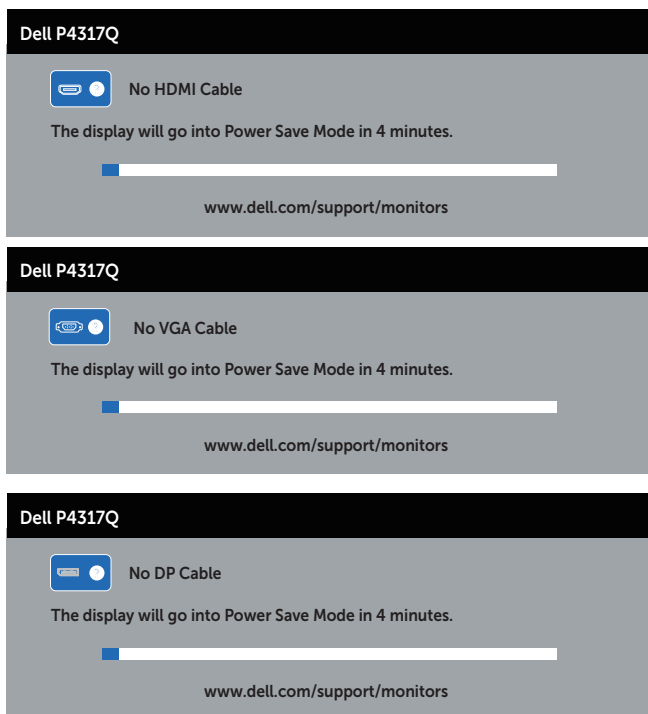 Dell P4317Q
No HDMI Cable
The display will go into Power Save Mode in 4 minutes.
www.dell.com/support/monitors
Dell P4317Q
No VGA Cable
The display will go into Power Save Mode in 4 minutes.
www.dell.com/support/monitors
Dell P4317Q
No DP Cable
The display will go into Power Save Mode in 4 minutes.
www.dell.com/support/monitors